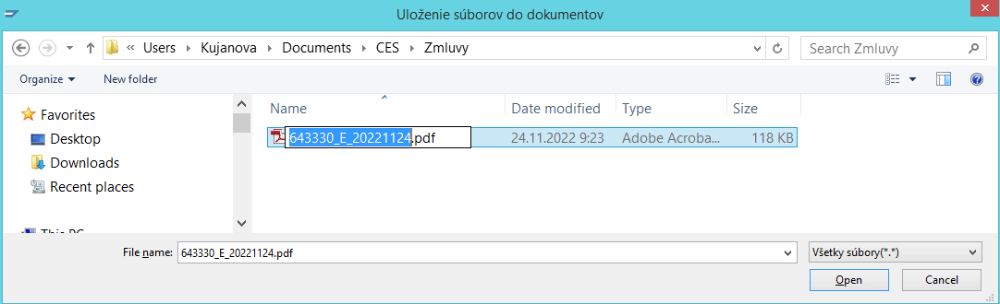 Uloženie súborov do dokumentov
« Users Kujanova Documents CES Zmluvy Search Zmluvy
Organize New folder
Name Date modified Type Size
Favorites
643330_E_20221124.pdf 24.11.2022 9:23 Adobe Acroba... 118 KB
Desktop
Downloads
Recent places
This PC
File name: 643330_E_20221124.pdf Všetky súbory(*.*)
Open Cancel